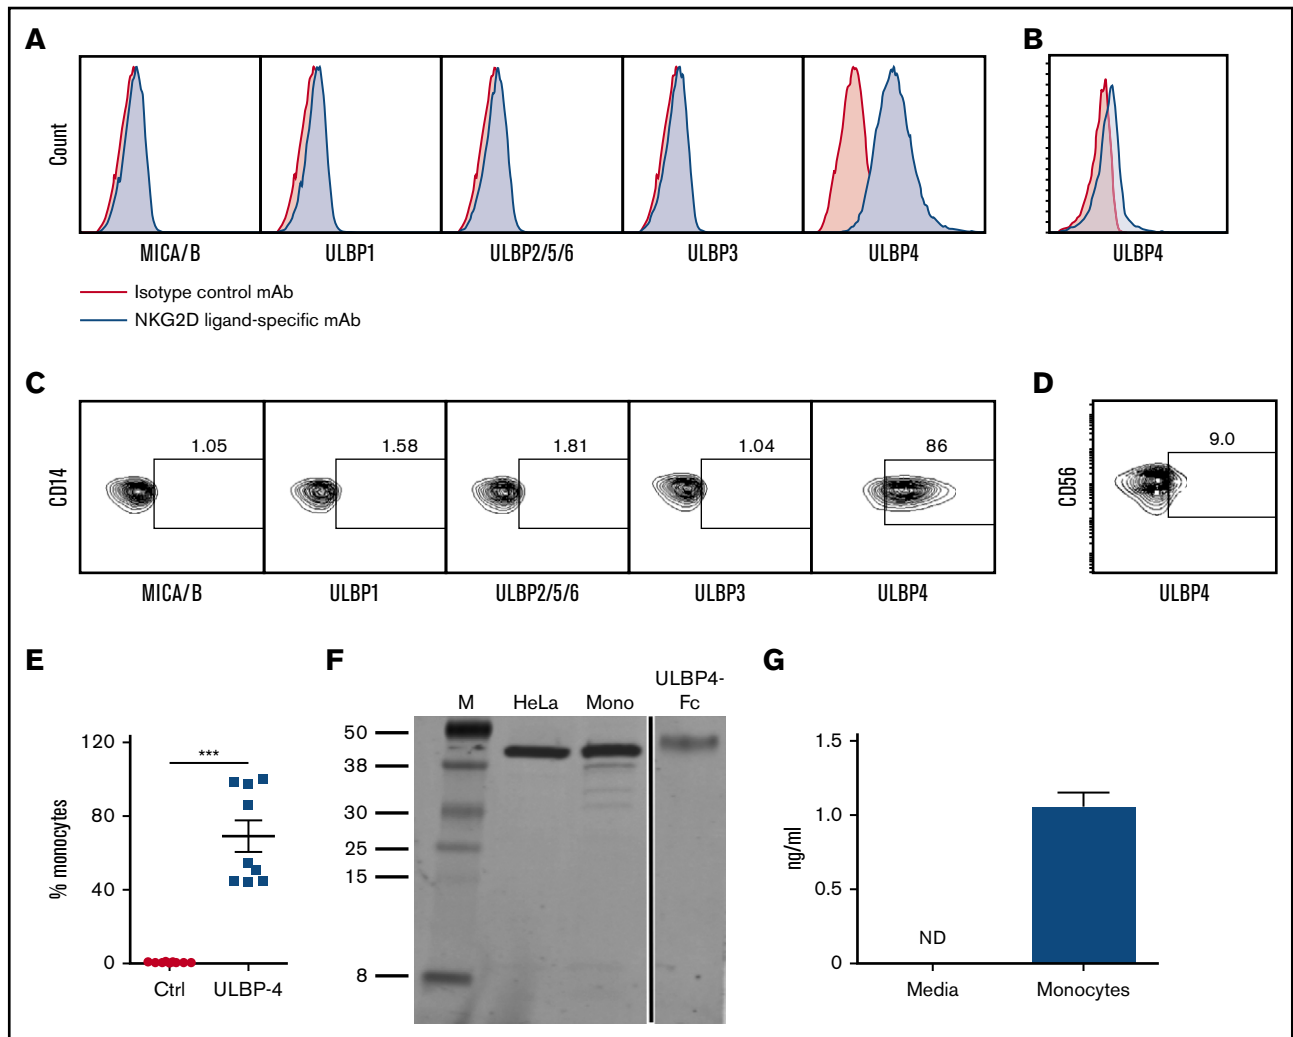 A
B
Count
MICA/B
ULBP1
ULBP2/5/6
ULBP3
ULBP4
ULBP4
Isotype control mAb
NKG2D ligand-specific mAb
C
D
CD14
1.05
1.58
1.81
1.04
86
CD56
9.0
MICA/B
ULBP1
ULBP2/5/6
ULBP3
ULBP4
ULBP4
E
% monocytes
120
80
40
0
***
Ctrl
ULBP-4
F
M
HeLa
Mono
ULBP4-
Fc
50
38
30
25
15
8
G
ng/ml
1.5
1.0
0.5
0
ND
Media
Monocytes